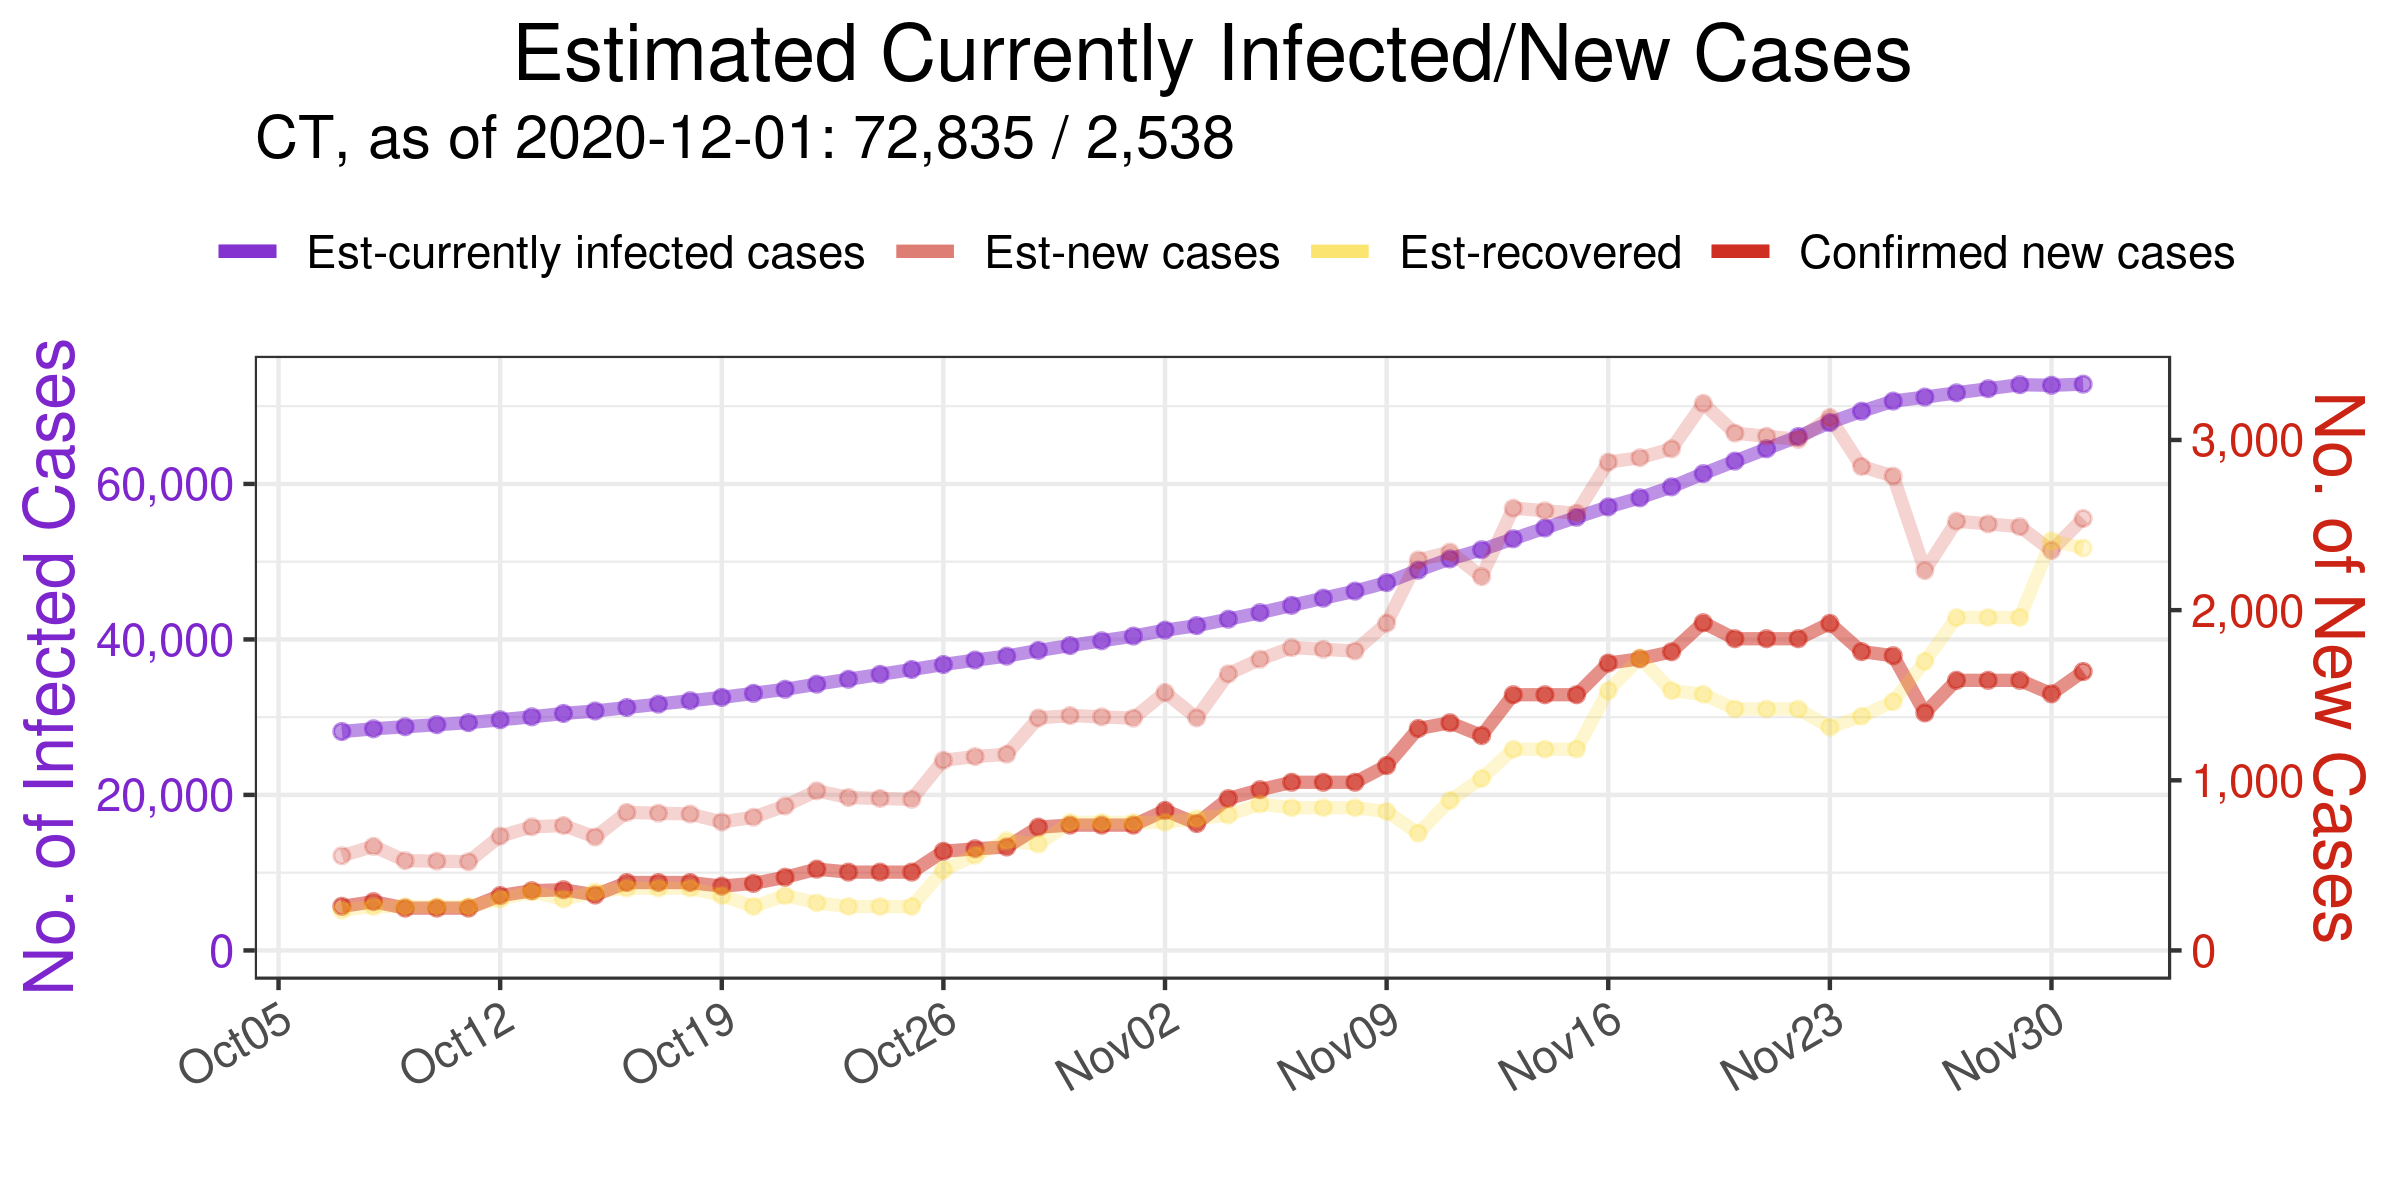 Estimated Currently Infected/New Cases
CT, as of 2020-12-01: 72,835 / 2,538
Est-currently infected cases Est-new cases Est-recovered Confirmed new cases
No. of Infected Cases
60,000
40,000
20,000
0
3,000
2,000
1,000
0
No. of New Cases
Oct05 Oct12 Oct19 Oct26 Nov02 Nov09 Nov16 Nov23 Nov30